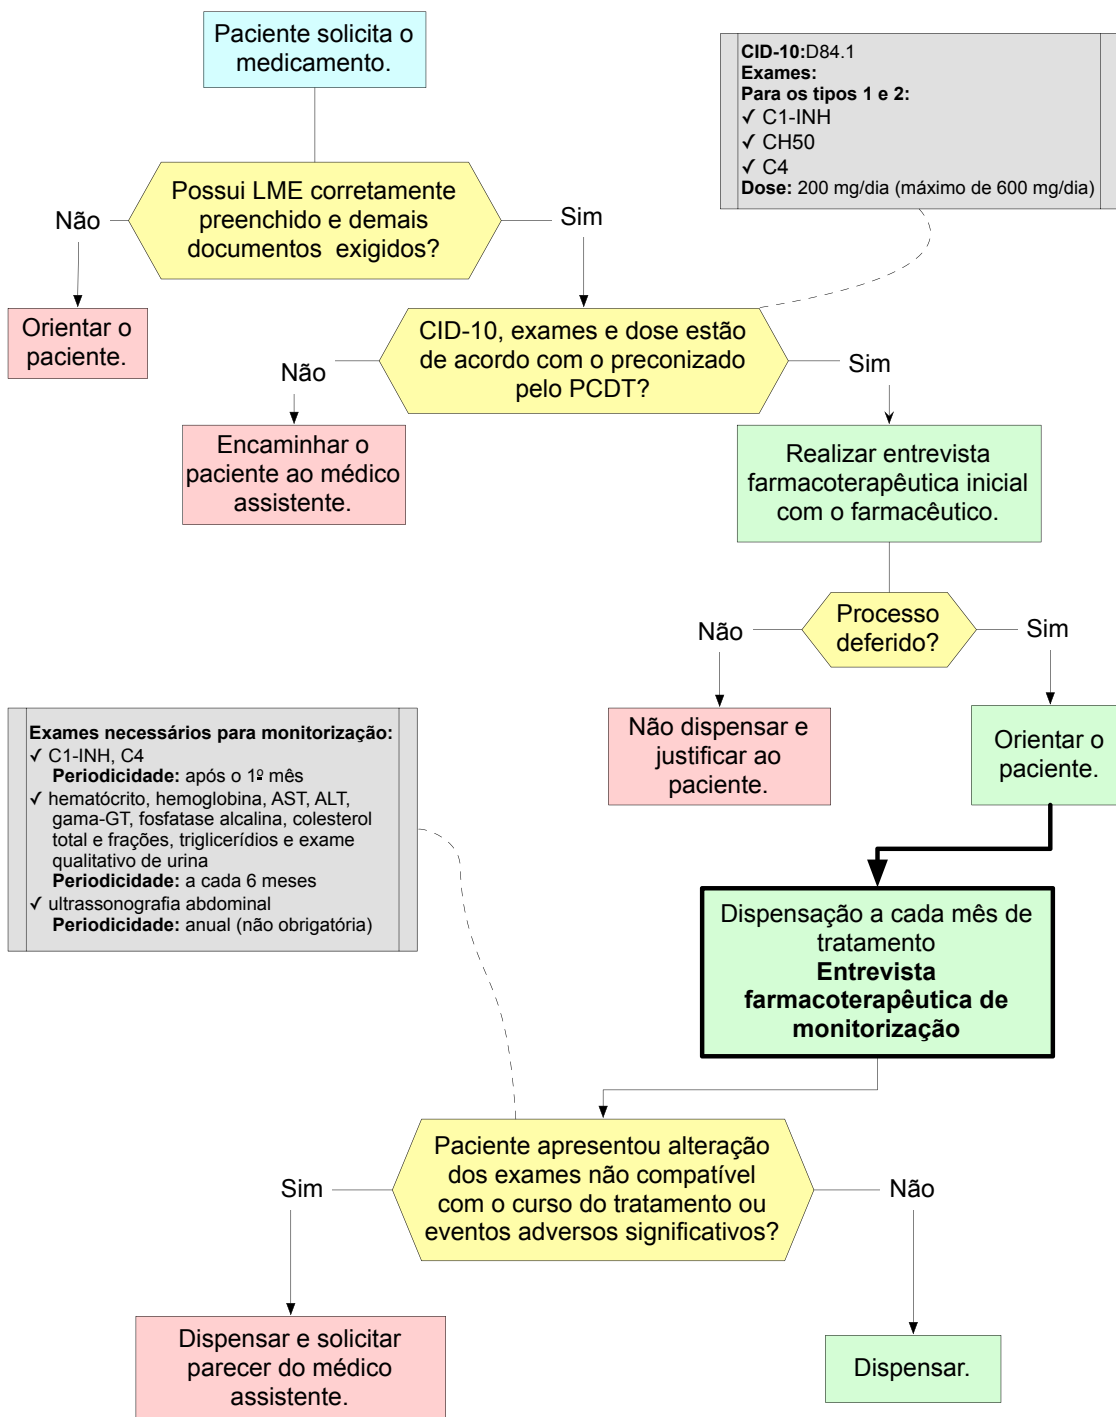 Paciente solicita o
medicamento.
CID-10:D84.1
Exames:
Para os tipos 1 e 2:
✓ C1-INH
✓ CH50
✓ C4
Dose: 200 mg/dia (máximo de 600 mg/dia)
Possui LME corretamente
preenchido e demais
documentos exigidos?
Não
Sim
Orientar o
paciente.
CID-10, exames e dose estão
de acordo com o preconizado
pelo PCDT?
Não
Sim
Encaminhar o
paciente ao médico
assistente.
Realizar entrevista
farmacoterapêutica inicial
com o farmacêutico.
Processo
deferido?
Não
Sim
Não dispensar e
justificar ao
paciente.
Orientar o
paciente.
Exames necessários para monitorização:
✓ C1-INH, C4
Periodicidade: após o 1º mês
✓ hematócrito, hemoglobina, AST, ALT,
gama-GT, fosfatase alcalina, colesterol
total e frações, triglicerídios e exame
qualitativo de urina
Periodicidade: a cada 6 meses
✓ ultrassonografia abdominal
Periodicidade: anual (não obrigatória)
Dispensação a cada mês de
tratamento
Entrevista
farmacoterapêutica de
monitorização
Paciente apresentou alteração
dos exames não compatível
com o curso do tratamento ou
eventos adversos significativos?
Sim
Não
Dispensar e solicitar
parecer do médico
assistente.
Dispensar.